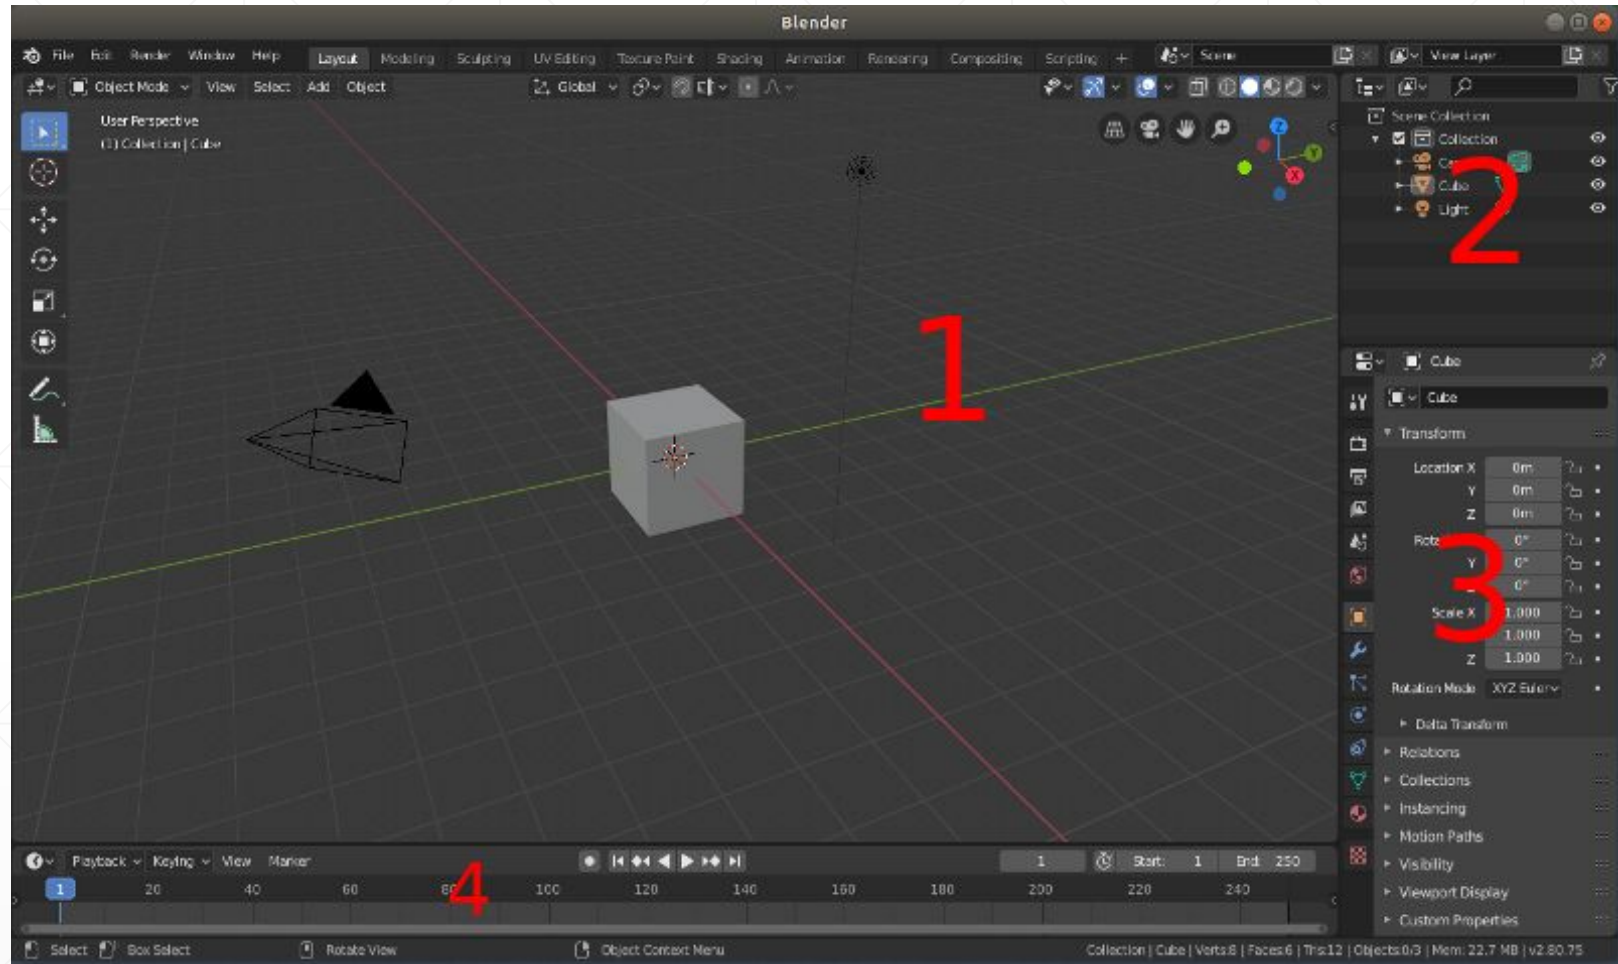 Blender
File Edit Render Window Help Layout Modeling Sculpting UV Editing Texture Paint Shading Animation Rendering Compositing Scripting + Scene View Layer
Object Mode View Select Add Object Global
User Perspective
(1) Collection | Cube
Z
Y
X
Scene Collection
Collection
Cube
Light
1
2
Cube
Cube
Transform
Location X 0m
Y 0m
Z 0m
0°
Y 0°
0°
Scale X 1.000
1.000
Z 1.000
3
Rotation Mode XYZ Euler
Delta Transform
Relations
Collections
Instancing
Motion Paths
Visibility
Viewport Display
Custom Properties
Playback Keying View Marker 1 Start: 1 End: 250
1 20 40 60 100 120 140 160 180 200 220 240
4
Select Box Select Rotate View Object Context Menu Collection | Cube | Verts:8 | Faces:6 | Tris:12 | Objects:0/3 | Mem: 22.7 MB | v2.80.75